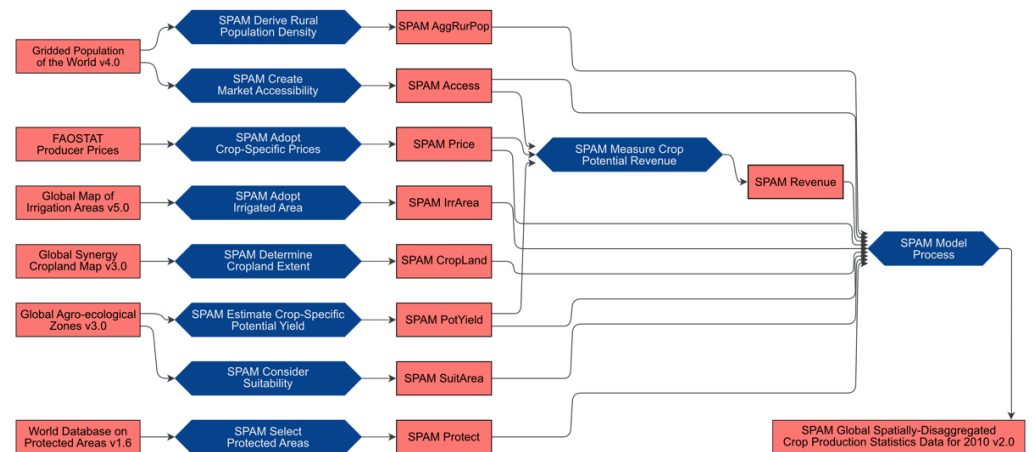 SPAM Derive Rural
Population Density
SPAM AggRurPop
Gridded Population
of the World v4.0
SPAM Create
Market Accessibility
SPAM Access
FAOSTAT
Producer Prices
SPAM Adopt
Crop-Specific Prices
SPAM Price
SPAM Measure Crop
Potential Revenue
SPAM Revenue
Global Map of
Irrigation Areas v5.0
SPAM Adopt
Irrigated Area
SPAM IrrArea
SPAM Model
Process
Global Synergy
Cropland Map v3.0
SPAM Determine
Cropland Extent
SPAM CropLand
Global Agro-ecological
Zones v3.0
SPAM Estimate Crop-Specific
Potential Yield
SPAM PotYield
SPAM Consider
Suitability
SPAM SuitArea
World Database on
Protected Areas v1.6
SPAM Select
Protected Areas
SPAM Protect
SPAM Global Spatially-Disaggregated
Crop Production Statistics Data for 2010 v2.0